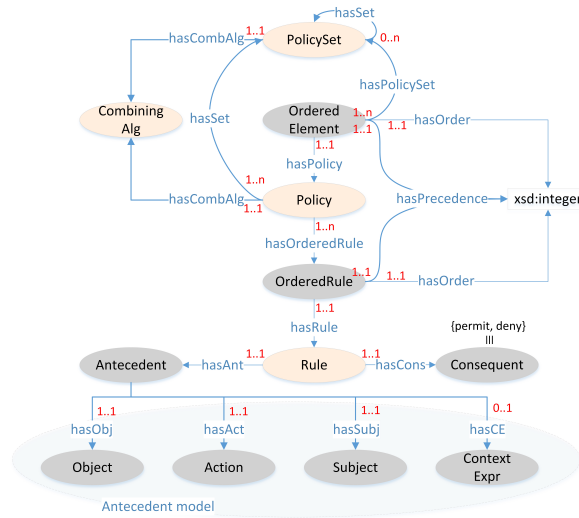 hasSet
1..1
hasCombAlg
PolicySet
0..n
hasPolicySet
Combining
Alg
hasSet
Ordered
Element
1..n
1..1
1..1
hasOrder
1..1
hasPolicy
1..n
hasCombAlg
1..1
Policy
hasPrecedence
xsd:integer
1..n
hasOrderedRule
OrderedRule
1..1
1..1
hasOrder
1..1
hasRule
{permit, deny}
III
Antecedent
hasAnt
1..1
Rule
1..1
hasCons
Consequent
1..1
1..1
1..1
0..1
hasObj
hasAct
hasSubj
hasCE
Object
Action
Subject
Context
Expr
Antecedent model